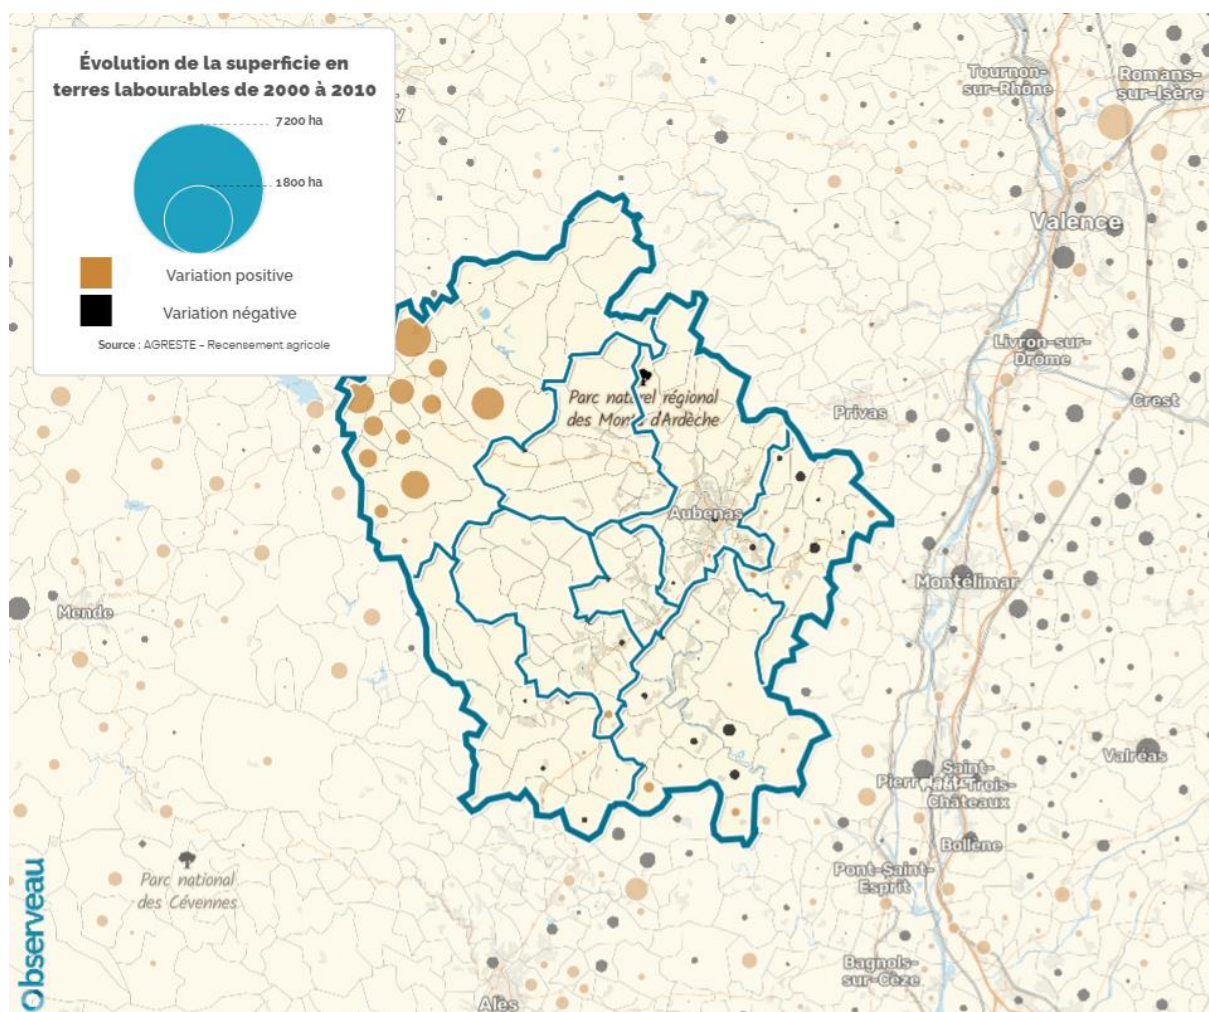 Évolution de la superficie en
terres labourables de 2000 à 2010
7200 ha
1800 ha
Variation positive
Variation négative
Source : AGRESTE - Recensement agricole
y
Tournon-
sur-Rhône
Romans-
sur-Isère
Valence
Livron-sur-
Drome
Crest
Privas
Parc naturel régional
des Monts d'Ardèche
Aubenas
Montélimar
Mende
Valréas
Saint-
Trois-
Châteaux
Bollène
Pont-Saint-
Esprit
Parc national
des Cévennes
Bagnols-
sur-Cèze
Alès
Observeau